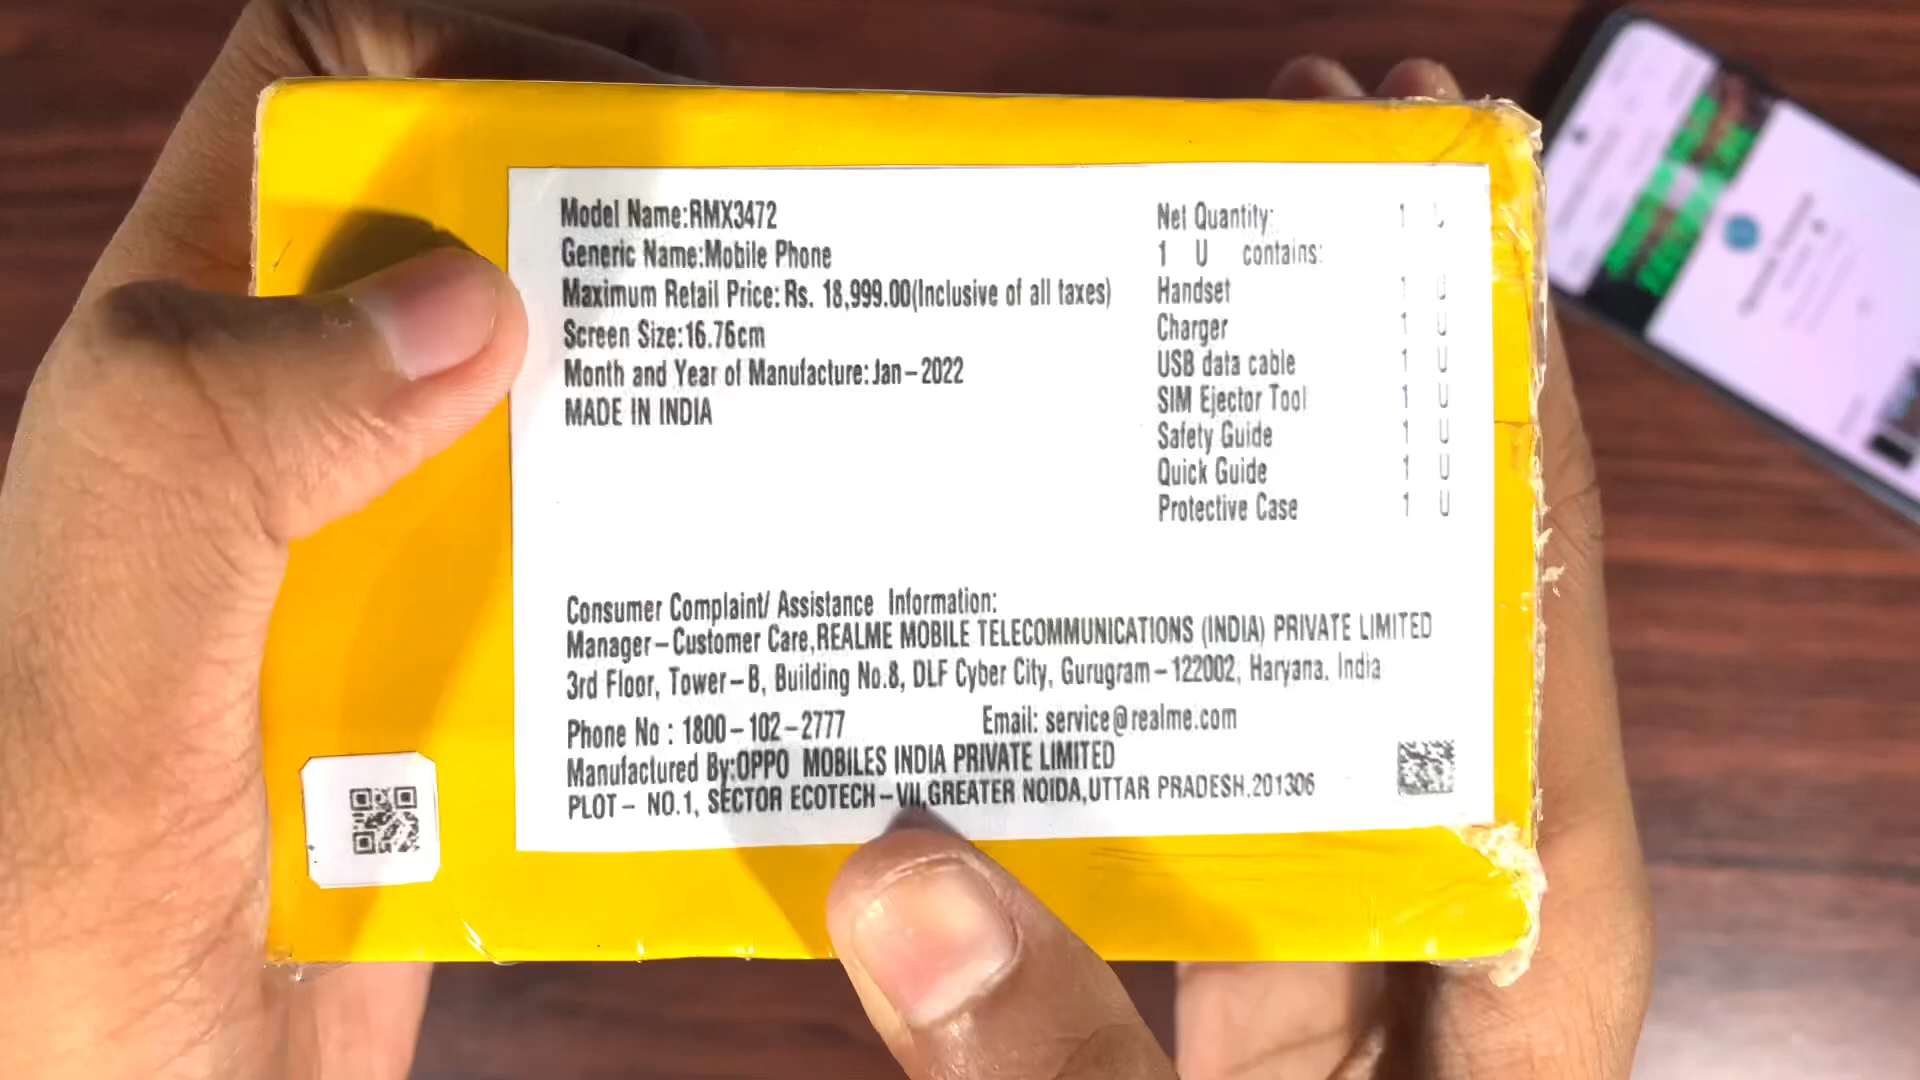 Model Name:RMX3472
Generic Name:Mobile Phone
Maximum Retail Price: Rs. 18,999.00(Inclusive of all taxes)
Screen Size:16.76cm
Month and Year of Manufacture:Jan-2022
MADE IN INDIA
Net Quantity: 1 U
1 U contains:
Handset 1 U
Charger 1 U
USB data cable 1 U
SIM Ejector Tool 1 U
Safety Guide 1 U
Quick Guide 1 U
Protective Case 1 U
Consumer Complaint/ Assistance Information:
Manager-Customer Care,REALME MOBILE TELECOMMUNICATIONS (INDIA) PRIVATE LIMITED
3rd Floor, Tower-B, Building No.8, DLF Cyber City, Gurugram-122002, Haryana, India
Phone No : 1800-102-2777 Email: service@realme.com
Manufactured By:OPPO MOBILES INDIA PRIVATE LIMITED
PLOT- NO.1, SECTOR ECOTECH-VII,GREATER NOIDA,UTTAR PRADESH.201306